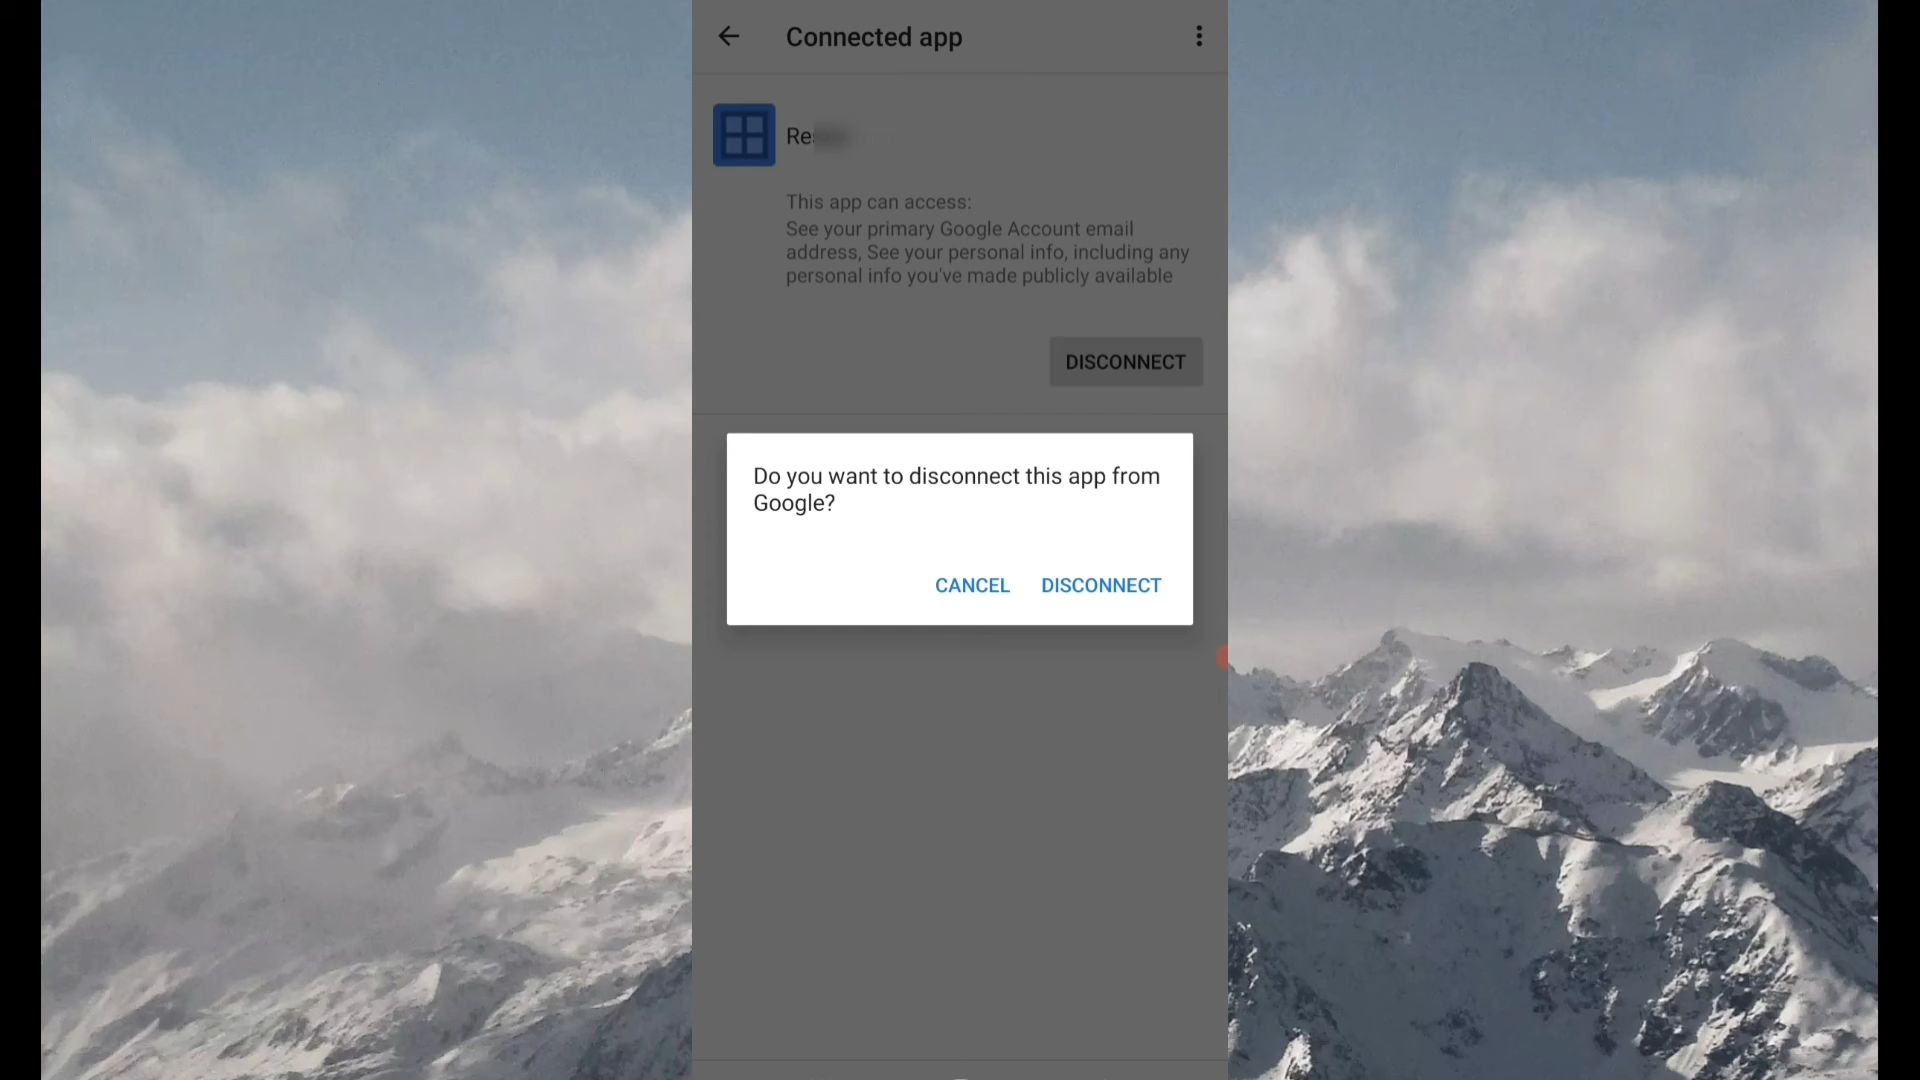 Connected app
This app can access:
See your primary Google Account email
address, See your personal info, including any
personal info you've made publicly available
DISCONNECT
Do you want to disconnect this app from
Google?
CANCEL DISCONNECT